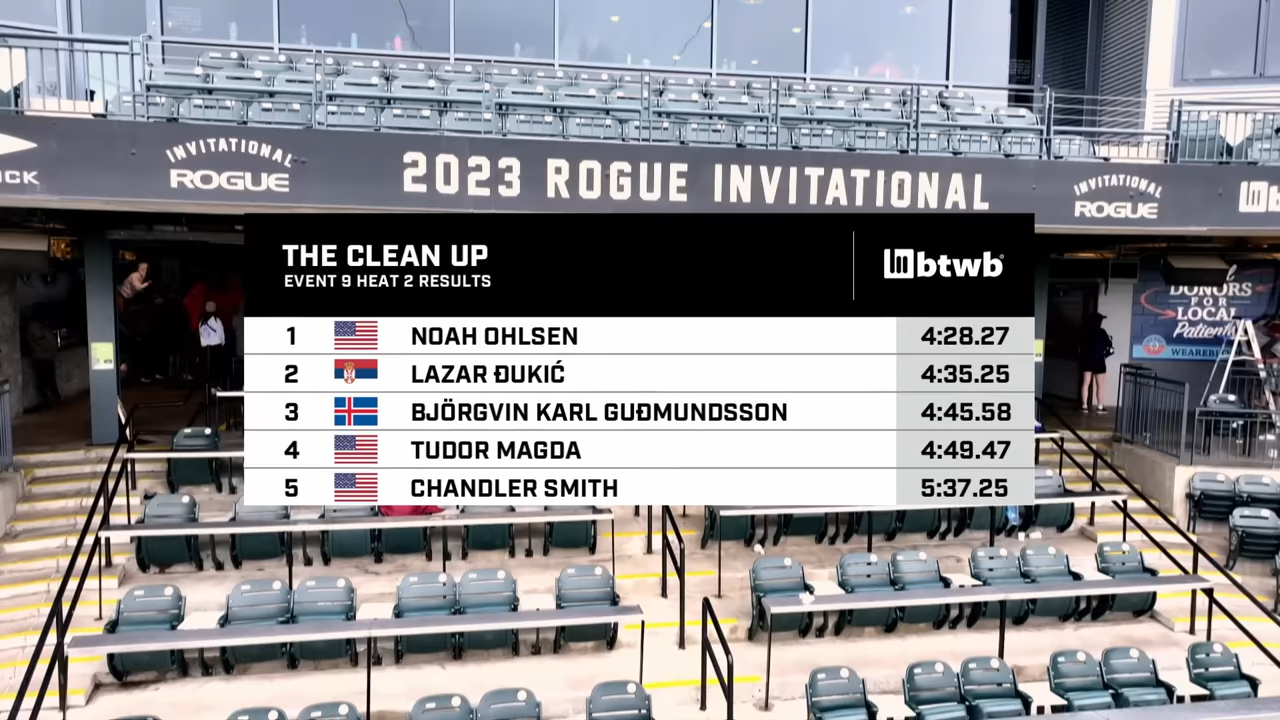 INVITATIONAL
ROGUE
2023 ROGUE INVITATIONAL
INVITATIONAL
ROGUE
ICK
THE CLEAN UP
EVENT 9 HEAT 2 RESULTS
btwb
1 NOAH OHLSEN 4:28.27
2 LAZAR ĐUKIĆ 4:35.25
3 BJÖRGVIN KARL GUÐMUNDSSON 4:45.58
4 TUDOR MAGDA 4:49.47
5 CHANDLER SMITH 5:37.25
DONORS
FOR
LOCAL
Patients